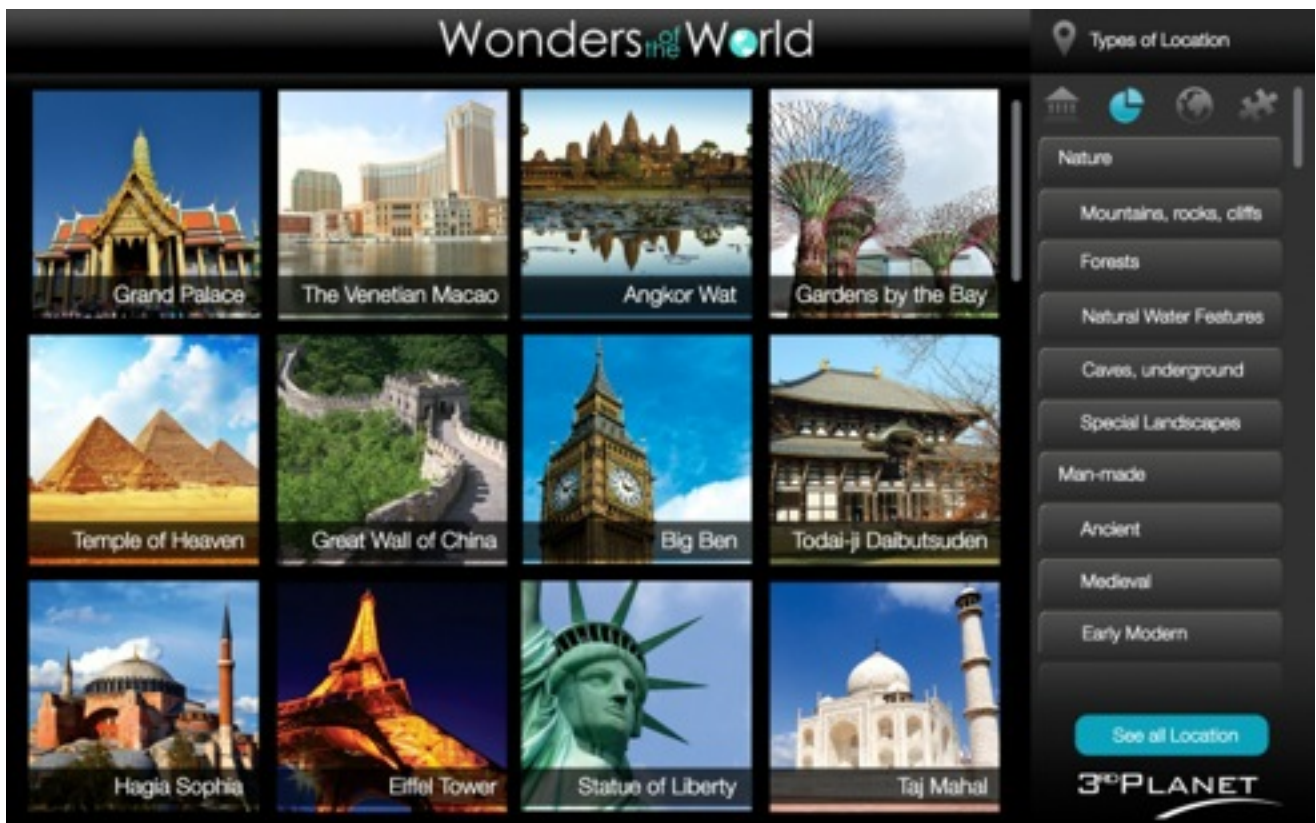 Wonders of the World
Types of Location
Grand Palace
The Venetian Macao
Angkor Wat
Gardens by the Bay
Temple of Heaven
Great Wall of China
Big Ben
Todai-ji Daibutsuden
Hagia Sophia
Eiffel Tower
Statue of Liberty
Taj Mahal
Nature
Mountains, rocks, cliffs
Forests
Natural Water Features
Caves, underground
Special Landscapes
Man-made
Ancient
Medieval
Early Modern
See all Location
3RD PLANET